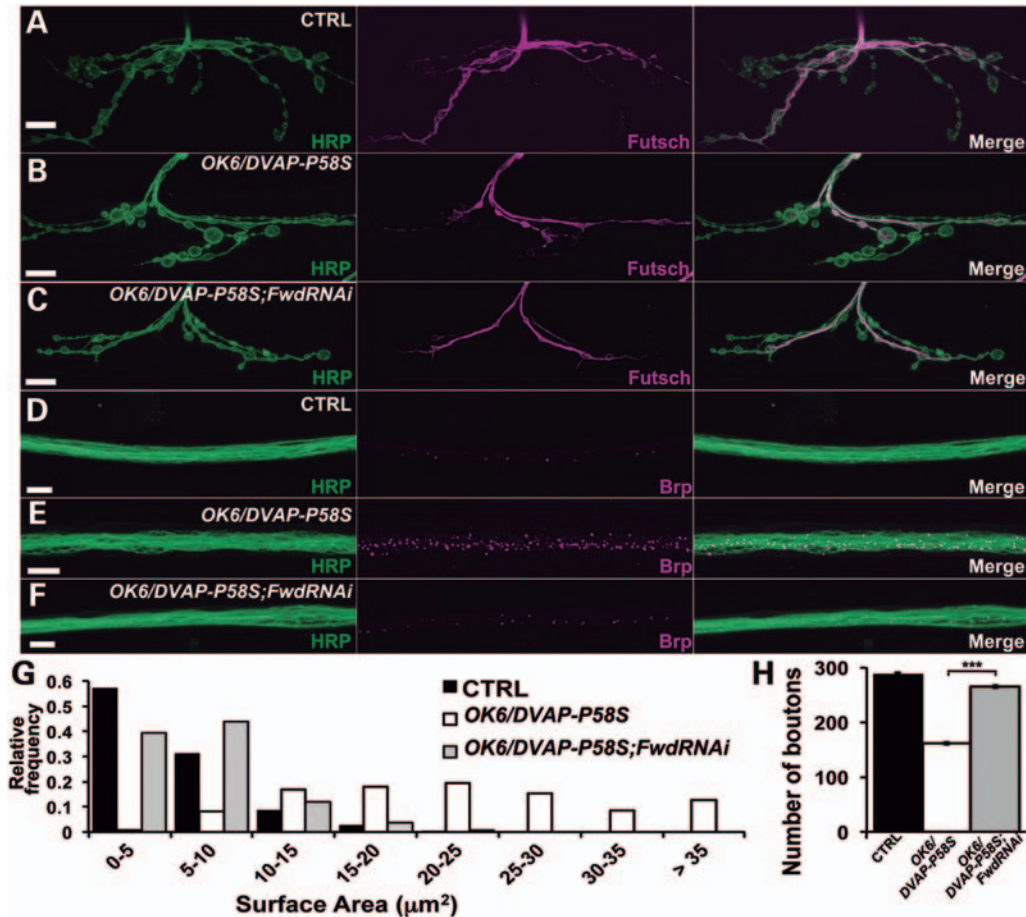 A CTRL
HRP Futsch Merge
B OK6/DVAP-P58S
HRP Futsch Merge
C OK6/DVAP-P58S;FwdRNAi
HRP Futsch Merge
D CTRL
HRP Brp Merge
E OK6/DVAP-P58S
HRP Brp Merge
F OK6/DVAP-P58S;FwdRNAi
HRP Brp Merge
G
Relative
frequency
0.6
0.5
0.4
0.3
0.2
0.1
0
CTRL
OK6/DVAP-P58S
OK6/DVAP-P58S;FwdRNAi
0-5 5-10 10-15 15-20 20-25 25-30 30-35 > 35
Surface Area (µm²)
H
Number of boutons
300
200
100
0
***
CTRL
OK6/
DVAP-P58S
OK6/
DVAP-P58S;
FwdRNAi